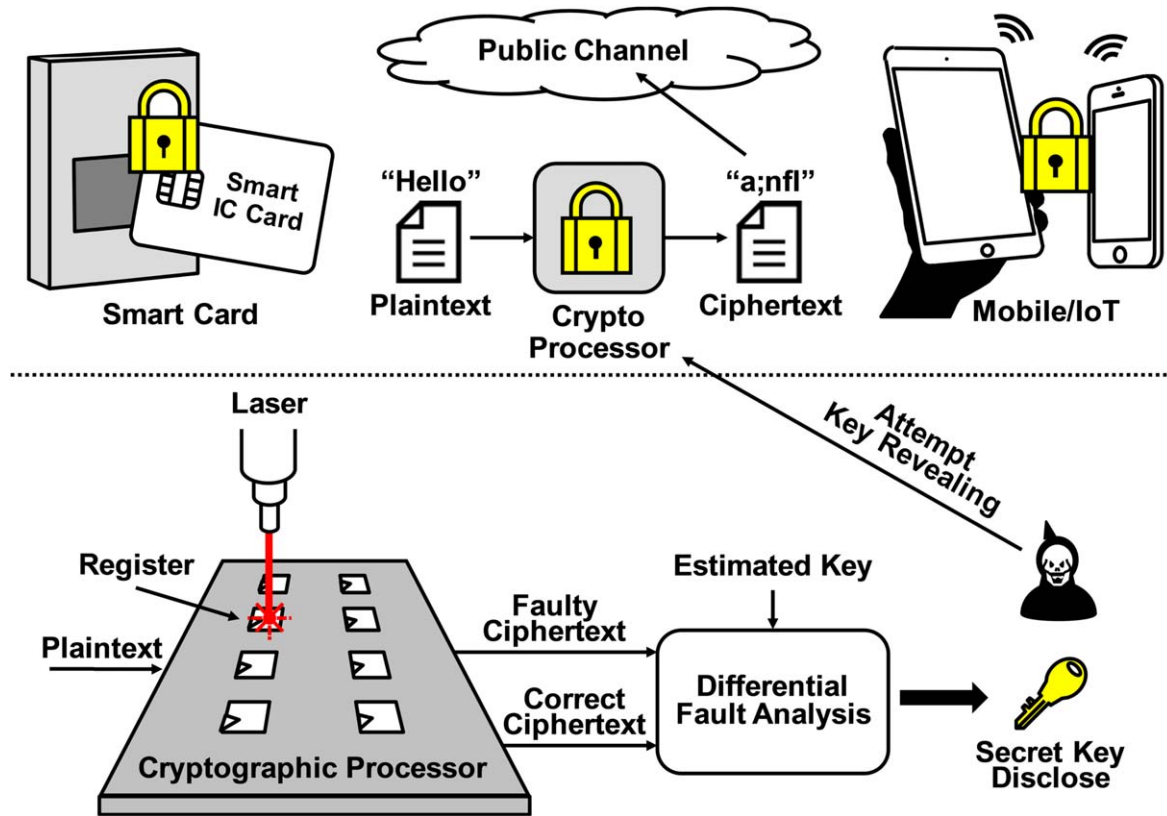 Public Channel
Smart
IC Card
Smart Card
“Hello”
Plaintext
Crypto
Processor
“a;nfl”
Ciphertext
Mobile/IoT
Laser
Attempt
Key Revealing
Register
Plaintext
Cryptographic Processor
Faulty
Ciphertext
Correct
Ciphertext
Estimated Key
Differential
Fault Analysis
Secret Key
Disclose